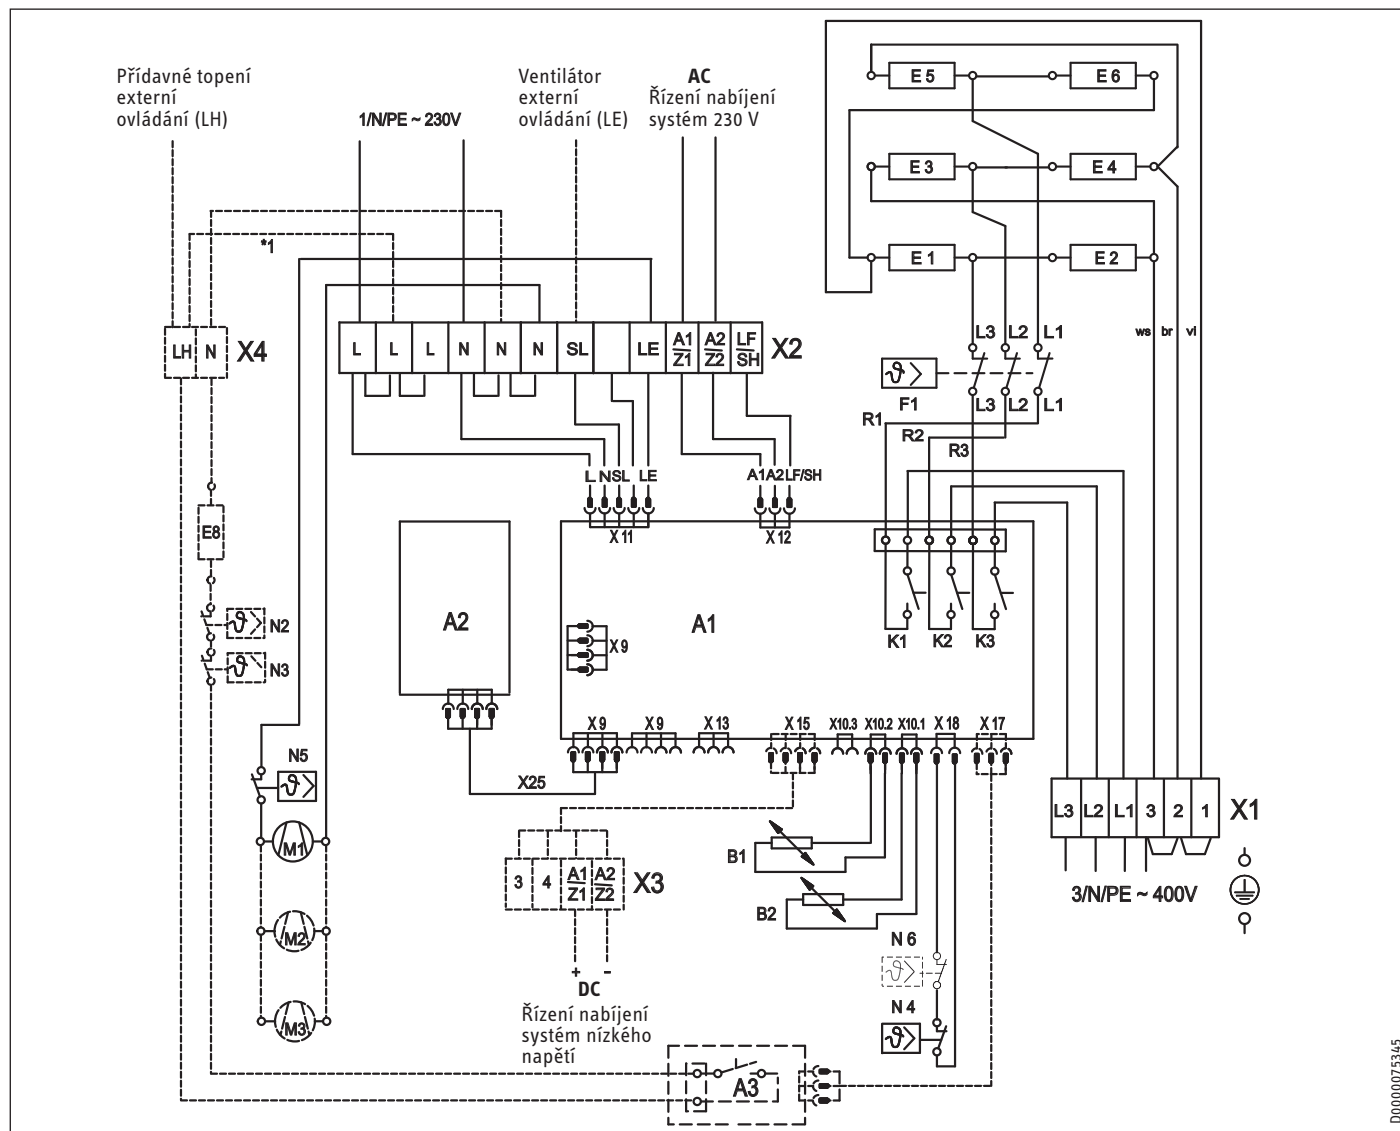 Přídavné topení
externí
ovládání (LH)
1/N/PE ~ 230V
Ventilátor
externí
ovládání (LE)
AC
Řízení nabíjení
systém 230 V
E 5
E 6
E 3
E 4
E 1
E 2
*1
ws
br
vi
LH
N
X4
L
L
L
N
N
N
SL
LE
A1
Z1
A2
Z2
LF
SH
X2
L3
L2
L1
F1
L3
L2
L1
R1
R2
R3
L
N
SL
LE
A1
A2
LF/SH
X 11
X 12
E8
A2
A1
X 9
K1
K2
K3
N2
N3
X 9
X 9
X 13
X 15
X10.3
X10.2
X10.1
X 18
X 17
N5
X25
L3
L2
L1
3
2
1
X1
3/N/PE ~ 400V
M1
M2
M3
B1
B2
3
4
A1
Z1
A2
Z2
X3
+
-
DC
Řízení nabíjení
systém nízkého
napětí
N 6
N 4
A3
D0000075345